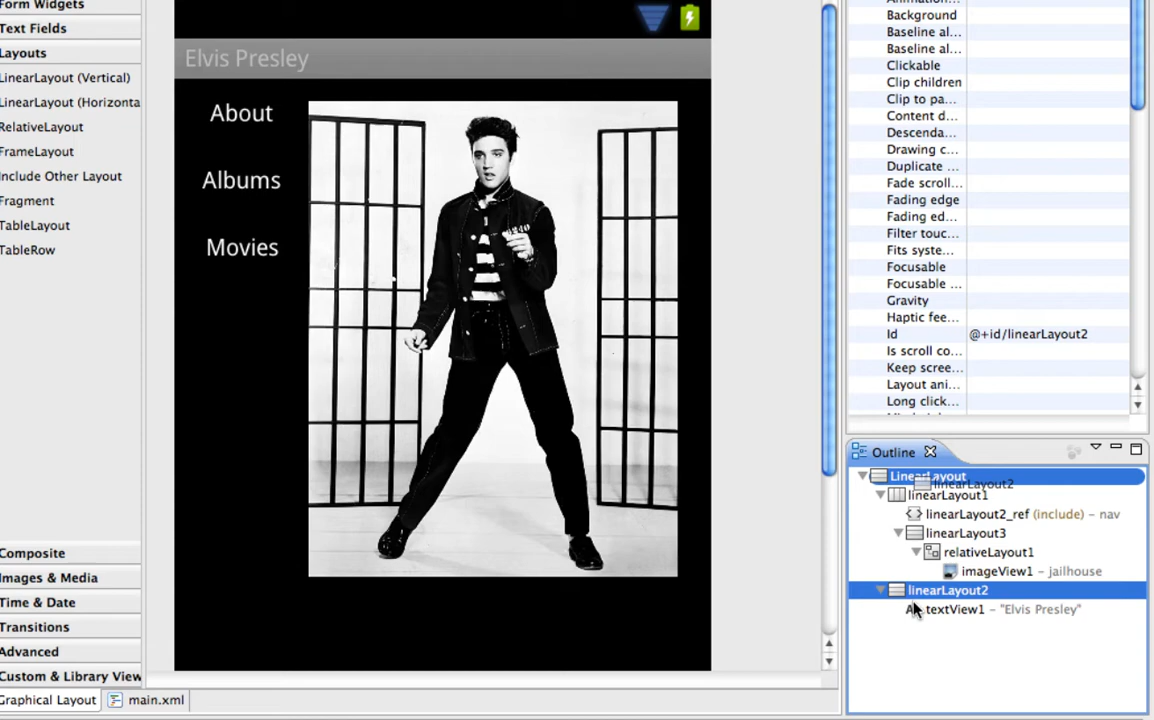 Form Widgets
Text Fields
Layouts
LinearLayout (Vertical)
LinearLayout (Horizonta
RelativeLayout
FrameLayout
Include Other Layout
Fragment
TableLayout
TableRow
Composite
Images & Media
Time & Date
Transitions
Advanced
Custom & Library View
Graphical Layout
main.xml
Elvis Presley
About
Albums
Movies
Background
Baseline al...
Baseline al...
Clickable
Clip children
Clip to pa...
Content d...
Descenda...
Drawing c...
Duplicate ...
Fade scroll...
Fading edge
Fading ed...
Filter touc...
Fits syste...
Focusable
Focusable ...
Gravity
Haptic fee...
Id @+id/linearLayout2
Is scroll co...
Keep scree...
Layout ani...
Long click...
Outline
LinearLayout
linearLayout2
linearLayout1
linearLayout2_ref (include) – nav
linearLayout3
relativeLayout1
imageView1 – jailhouse
linearLayout2
textView1 – "Elvis Presley"